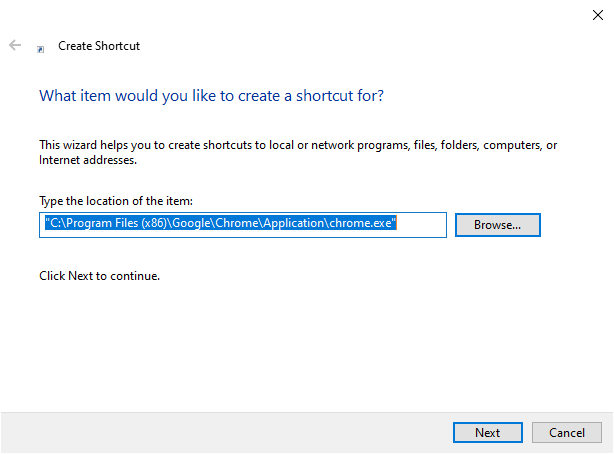 Create Shortcut
What item would you like to create a shortcut for?
This wizard helps you to create shortcuts to local or network programs, files, folders, computers, or
Internet addresses.
Type the location of the item:
"C:\Program Files (x86)\Google\Chrome\Application\chrome.exe"
Browse...
Click Next to continue.
Next
Cancel